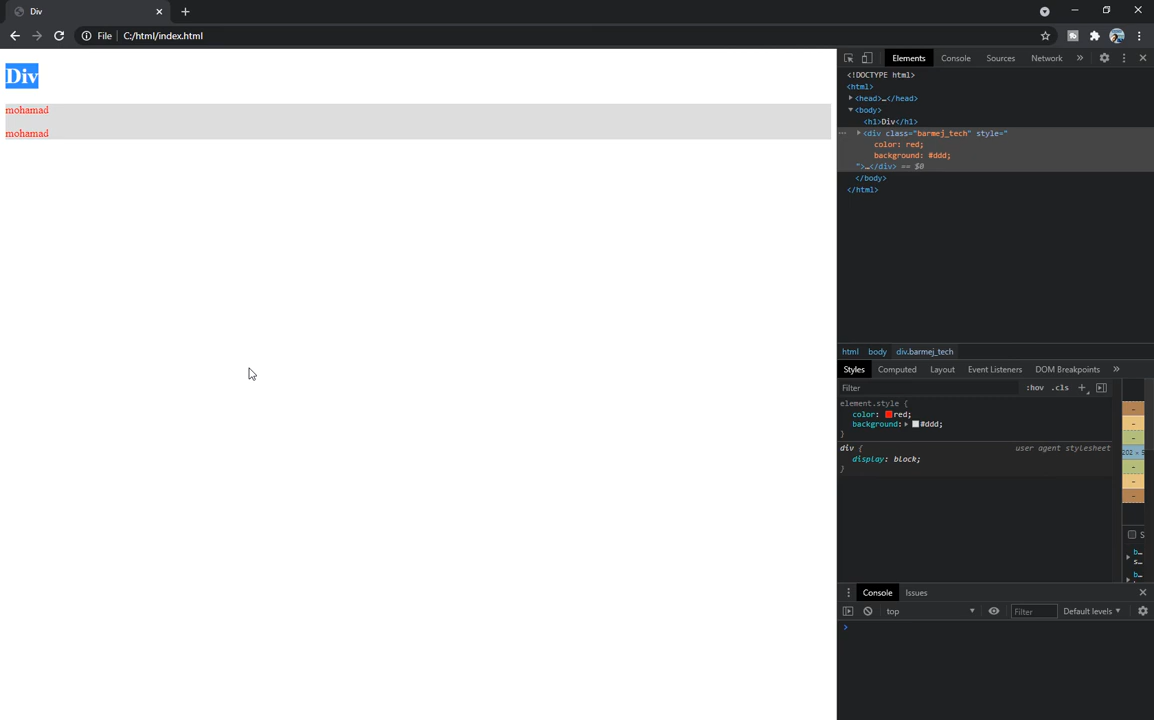 Div
File C:/html/index.html
Div
mohamad
mohamad
Elements Console Sources Network »
<!DOCTYPE html>
<html>
<head>…</head>
<body>
<h1>Div</h1>
<div class="barmej_tech" style="
color: red;
background: #ddd;
">…</div> == $0
</body>
</html>
html body div.barmej_tech
Styles Computed Layout Event Listeners DOM Breakpoints »
Filter :hov .cls +
element.style {
color: red;
background: #ddd;
}
div { user agent stylesheet
display: block;
}
Console Issues
top Filter Default levels